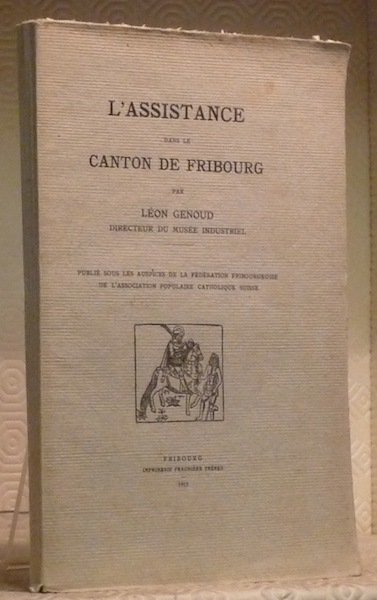 L'ASSISTANCE
DANS LE
CANTON DE FRIBOURG
PAR
LÉON GENOUD
DIRECTEUR DU MUSÉE INDUSTRIEL
PUBLIÉ SOUS LES AUSPICES DE LA FÉDÉRATION FRIBOURGEOISE
DE L'ASSOCIATION POPULAIRE CATHOLIQUE SUISSE
FRIBOURG
IMPRIMERIE FRAGNIÈRE FRÈRES